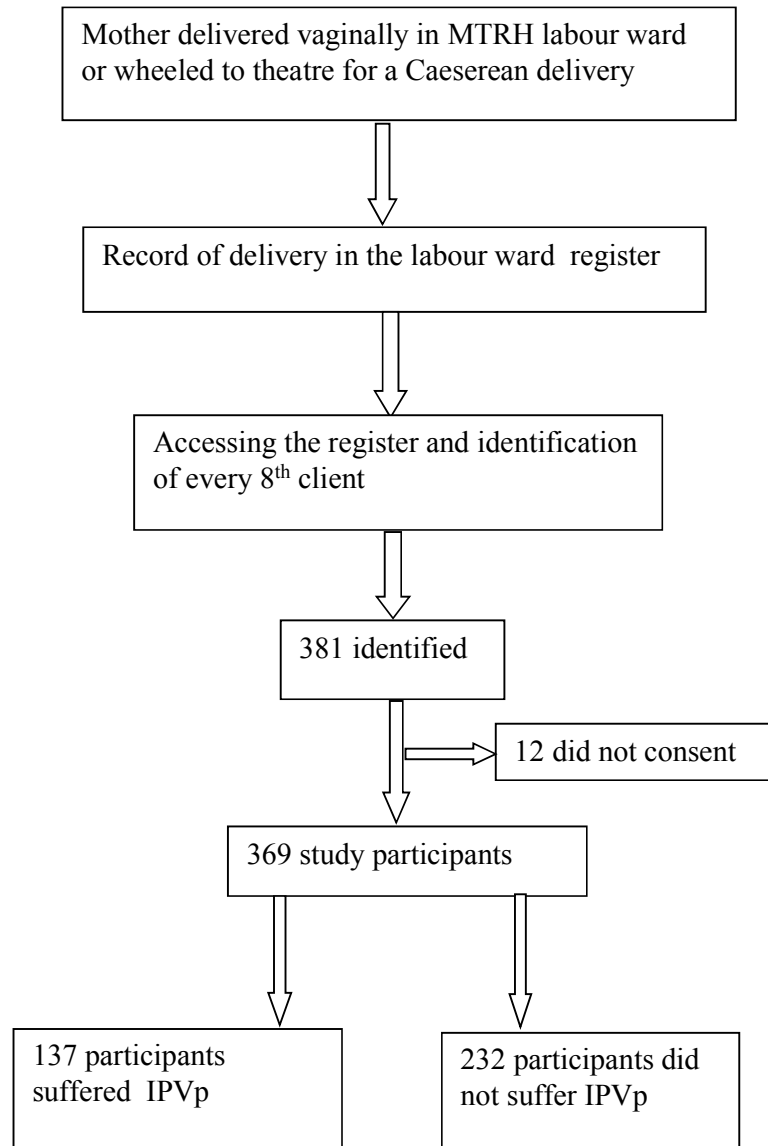 Mother delivered vaginally in MTRH labour ward
or wheeled to theatre for a Caeserean delivery
Record of delivery in the labour ward  register
Accessing the register and identification
of every 8th client
381 identified
12 did not consent
369 study participants
137 participants
suffered  IPVp
232 participants did
not suffer IPVp